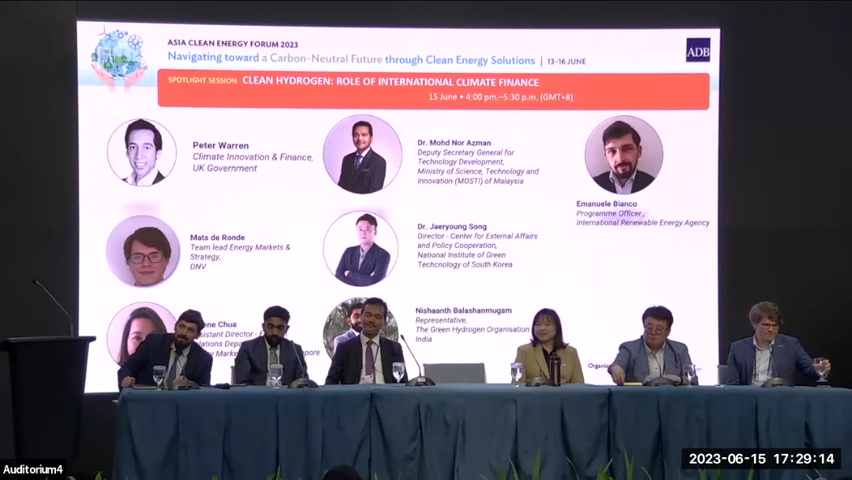 ASIA CLEAN ENERGY FORUM 2023
Navigating toward a Carbon-Neutral Future through Clean Energy Solutions | 13-16 JUNE
ADB
SPOTLIGHT SESSION CLEAN HYDROGEN: ROLE OF INTERNATIONAL CLIMATE FINANCE
15 June • 4:00 pm.–5:30 p.m. (GMT+8)
Peter Warren
Climate Innovation & Finance,
UK Government
Dr. Mohd Nor Azman
Deputy Secretary General for
Technology Development,
Ministry of Science, Technology and
Innovation (MOSTI) of Malaysia
Emanuele Bianco
Programme Officer,
International Renewable Energy Agency
Mats de Ronde
Team lead Energy Markets &
Strategy,
DNV
Dr. Jaeryoung Song
Director - Center for External Affairs
and Policy Cooperation,
National Institute of Green
Techcnology of South Korea
Chua
Director -
Nishaanth Balashanmugam
Representative,
The Green Hydrogen Organisation
India
Auditorium4
2023-06-15 17:29:14